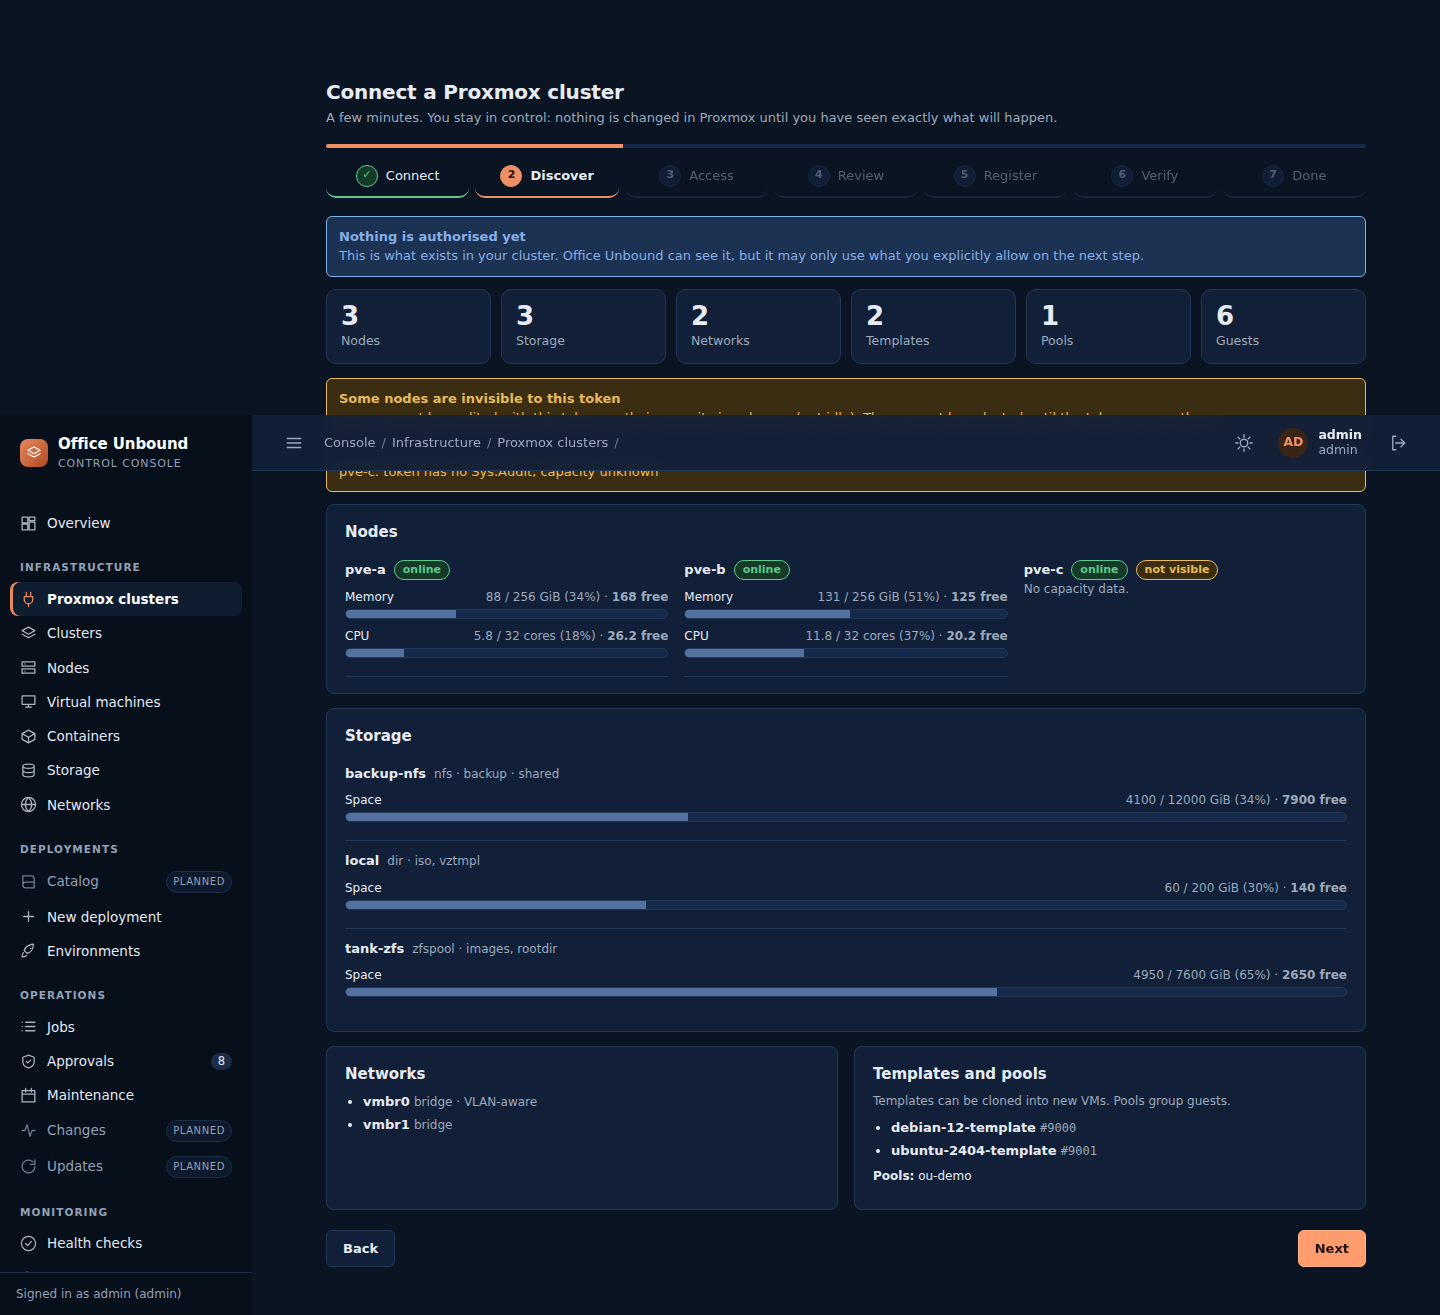 Connect a Proxmox cluster
A few minutes. You stay in control: nothing is changed in Proxmox until you have seen exactly what will happen.
✓ Connect
2 Discover
3 Access
4 Review
5 Register
6 Verify
7 Done
Nothing is authorised yet
This is what exists in your cluster. Office Unbound can see it, but it may only use what you explicitly allow on the next step.
3
Nodes
3
Storage
2
Networks
2
Templates
1
Pools
6
Guests
Some nodes are invisible to this token
Office Unbound
CONTROL CONSOLE
Console / Infrastructure / Proxmox clusters /
AD
admin
admin
pve-c: token has no Sys.Audit, capacity unknown
Overview
INFRASTRUCTURE
Proxmox clusters
Clusters
Nodes
Virtual machines
Containers
Storage
Networks
DEPLOYMENTS
Catalog PLANNED
New deployment
Environments
OPERATIONS
Jobs
Approvals 8
Maintenance
Changes PLANNED
Updates PLANNED
MONITORING
Health checks
Signed in as admin (admin)
Nodes
pve-a online
Memory 88 / 256 GiB (34%) · 168 free
CPU 5.8 / 32 cores (18%) · 26.2 free
pve-b online
Memory 131 / 256 GiB (51%) · 125 free
CPU 11.8 / 32 cores (37%) · 20.2 free
pve-c online not visible
No capacity data.
Storage
backup-nfs nfs · backup · shared
Space 4100 / 12000 GiB (34%) · 7900 free
local dir · iso, vztmpl
Space 60 / 200 GiB (30%) · 140 free
tank-zfs zfspool · images, rootdir
Space 4950 / 7600 GiB (65%) · 2650 free
Networks
• vmbr0 bridge · VLAN-aware
• vmbr1 bridge
Templates and pools
Templates can be cloned into new VMs. Pools group guests.
• debian-12-template #9000
• ubuntu-2404-template #9001
Pools: ou-demo
Back
Next